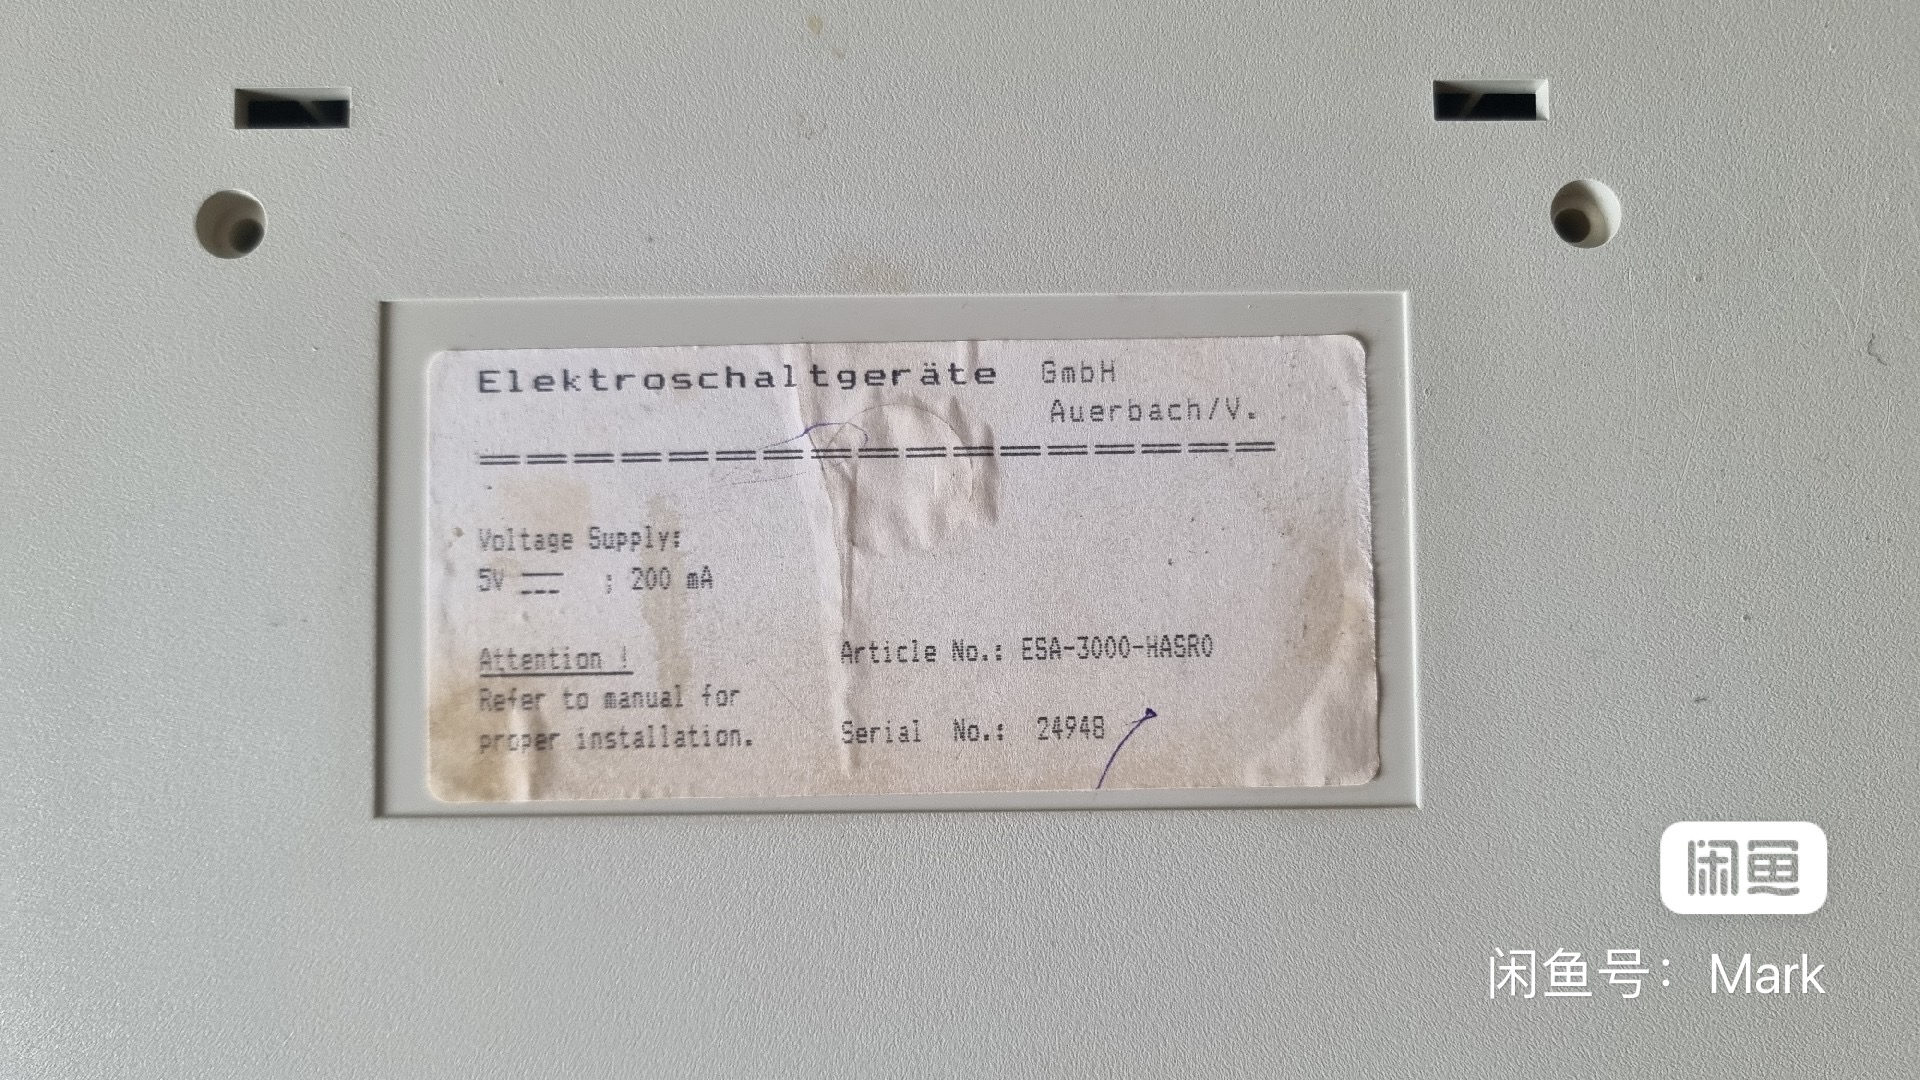 Elektroschaltgeräte GmbH
Auerbach/V.
=================
Voltage Supply:
5V ⎓ ; 200 mA
Attention !
Refer to manual for
proper installation.
Article No.: ESA-3000-HASRO
Serial No.: 24948
闲鱼
闲鱼号：Mark